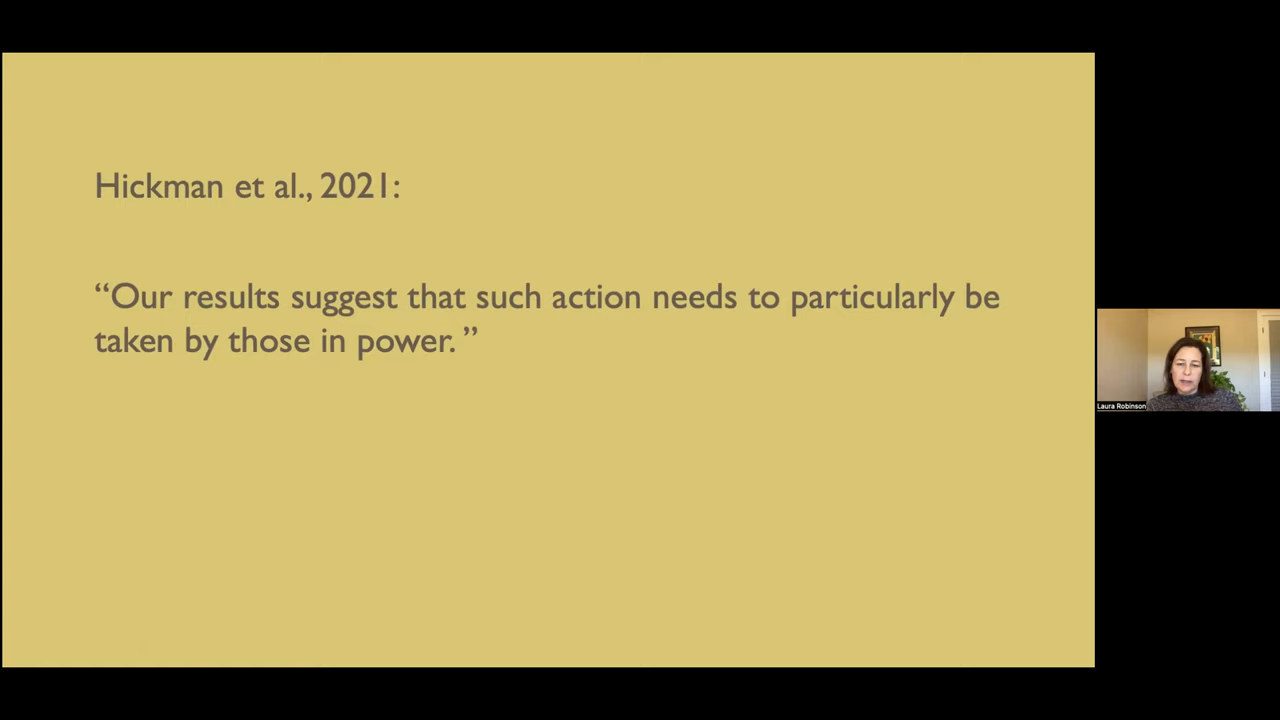 Hickman et al., 2021:
“Our results suggest that such action needs to particularly be
taken by those in power. ”
Laura Robinson